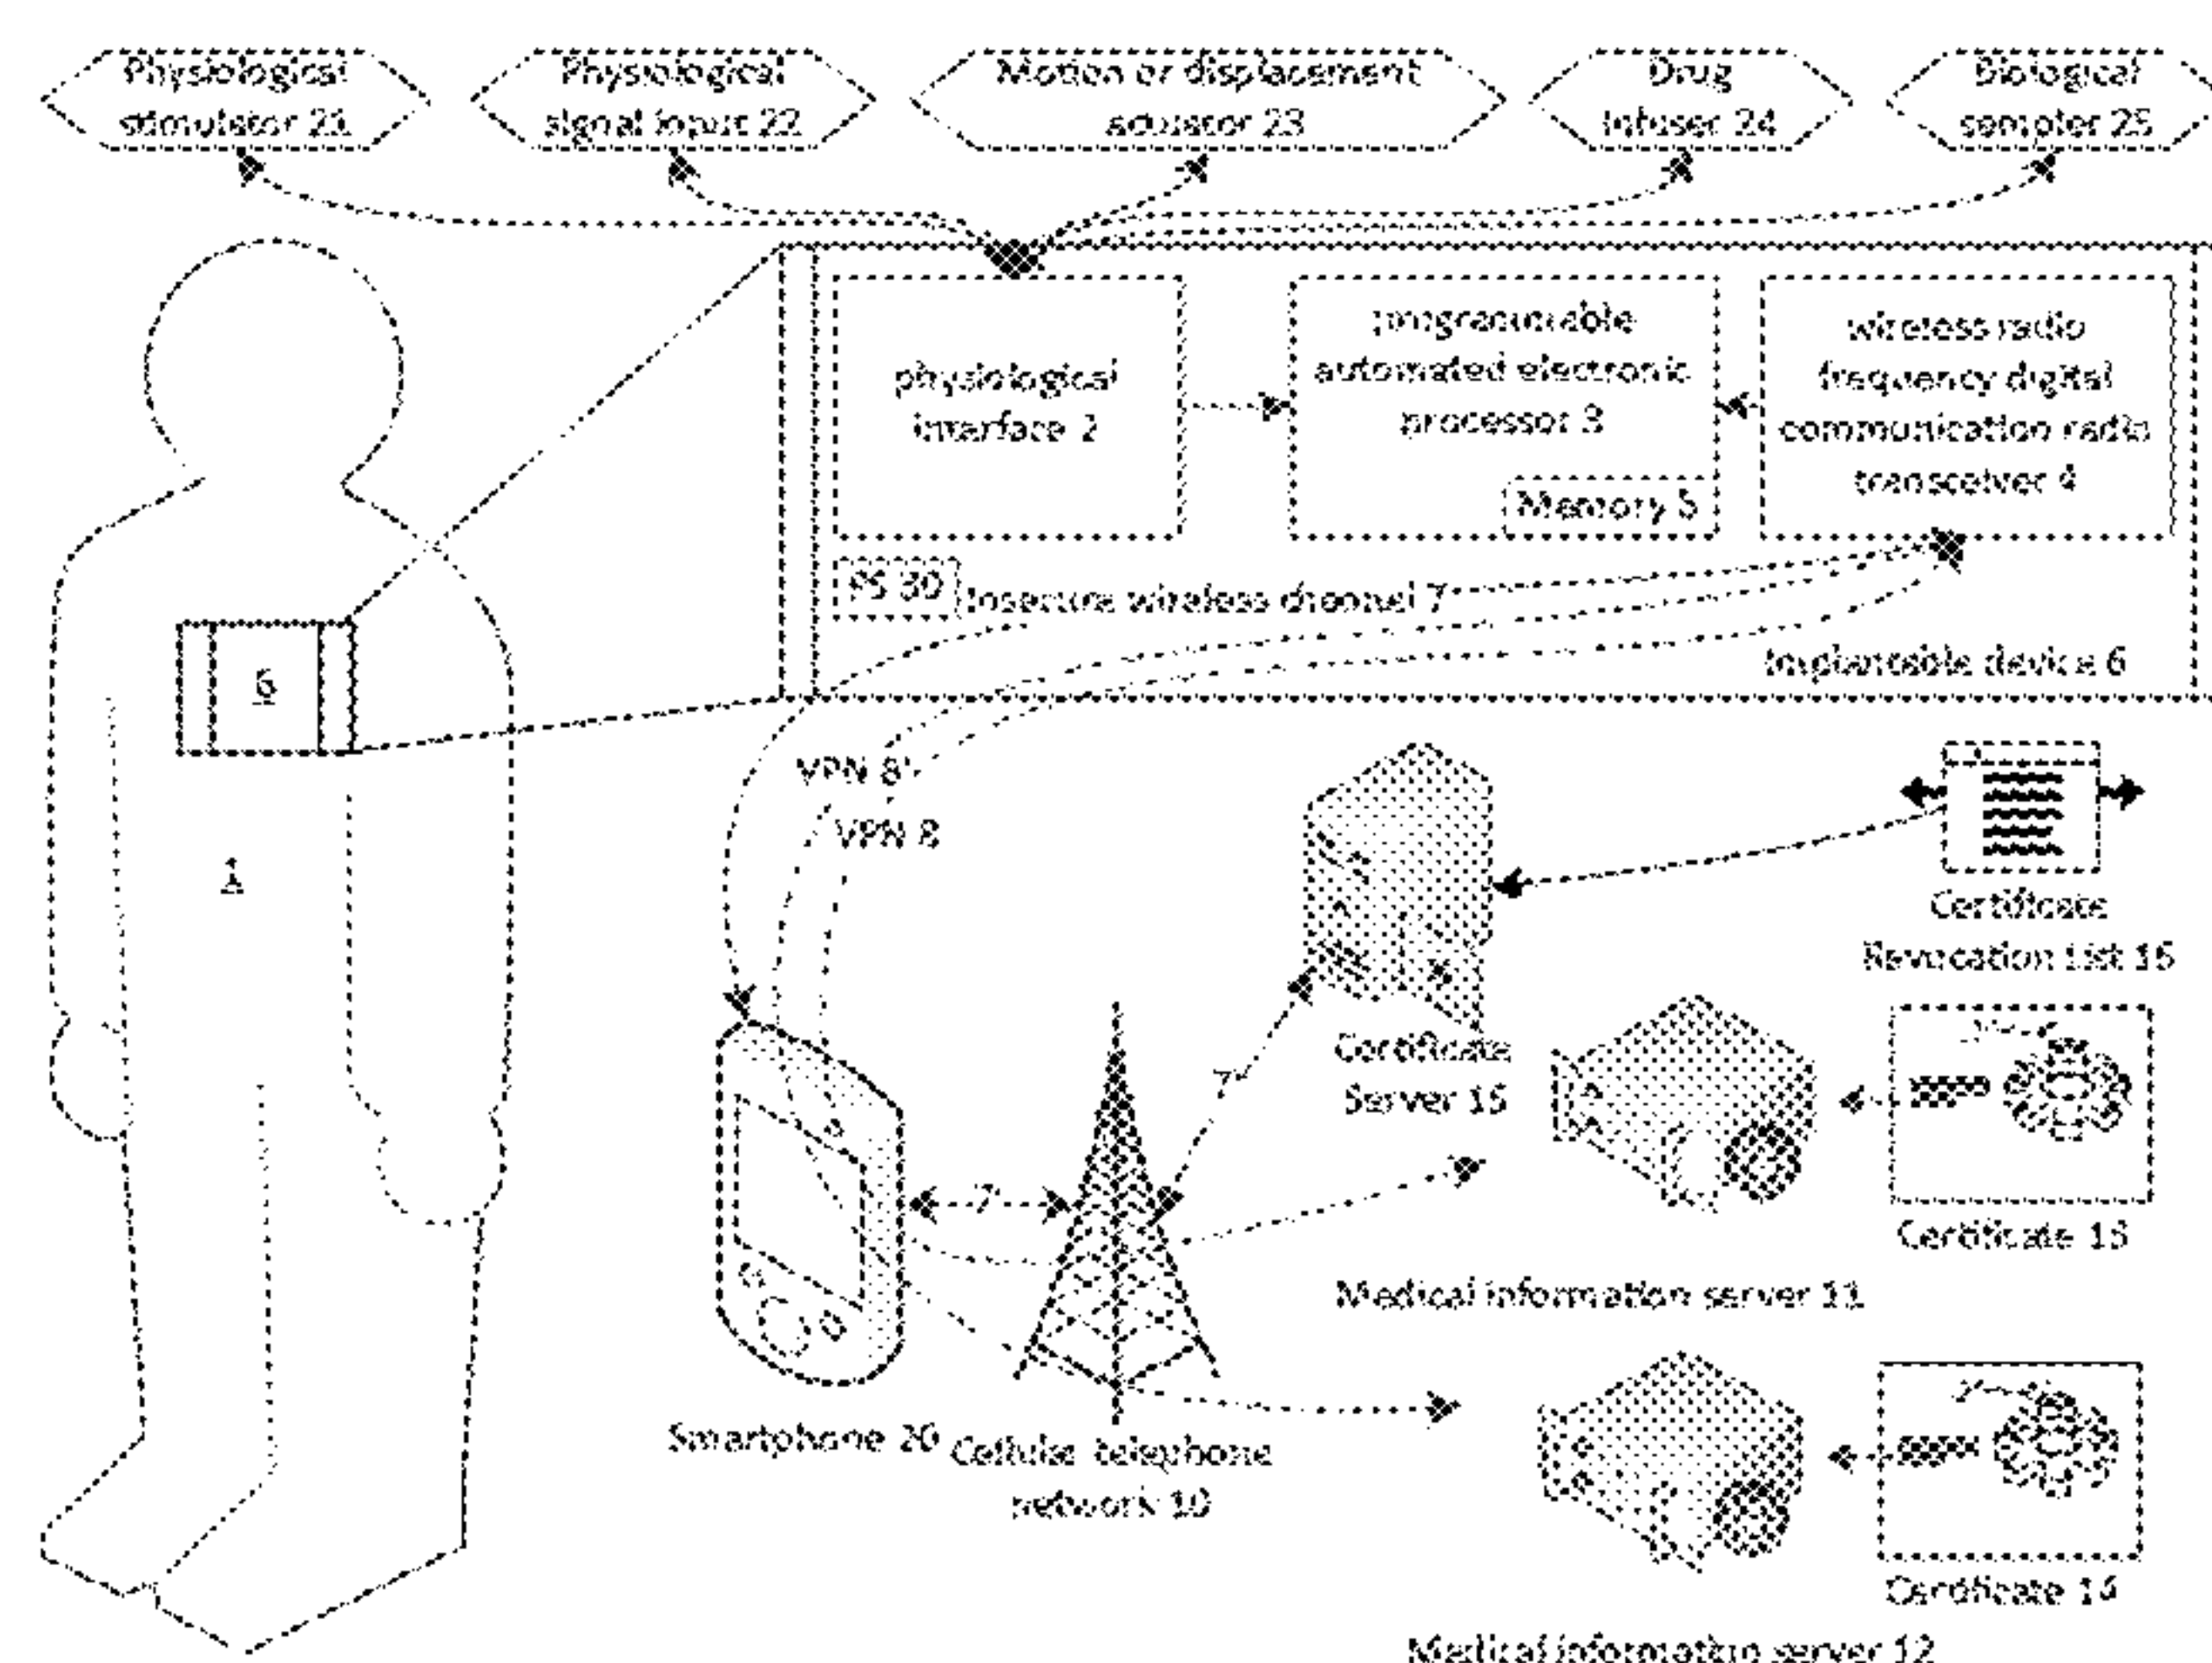 Physiological
stimulator 21
Physiological
signal input 22
Motion or displacement
actuator 23
Drug
Infuser 24
Biological
sampler 25
physiological
interface 2
programmable
automated electronic
processor 3
Memory 5
wireless radio
frequency digital
communication radio
transceiver 4
PS 30
Insecure wireless channel 7
Implantable device 6
6
1
VPN 8'
VPN 8
Certificate
Revocation List 16
Certificate
Server 15
7'
7'
Certificate 13
Medical information server 11
Smartphone 20
Cellular telephone
network 10
Certificate 14
Medical information server 12